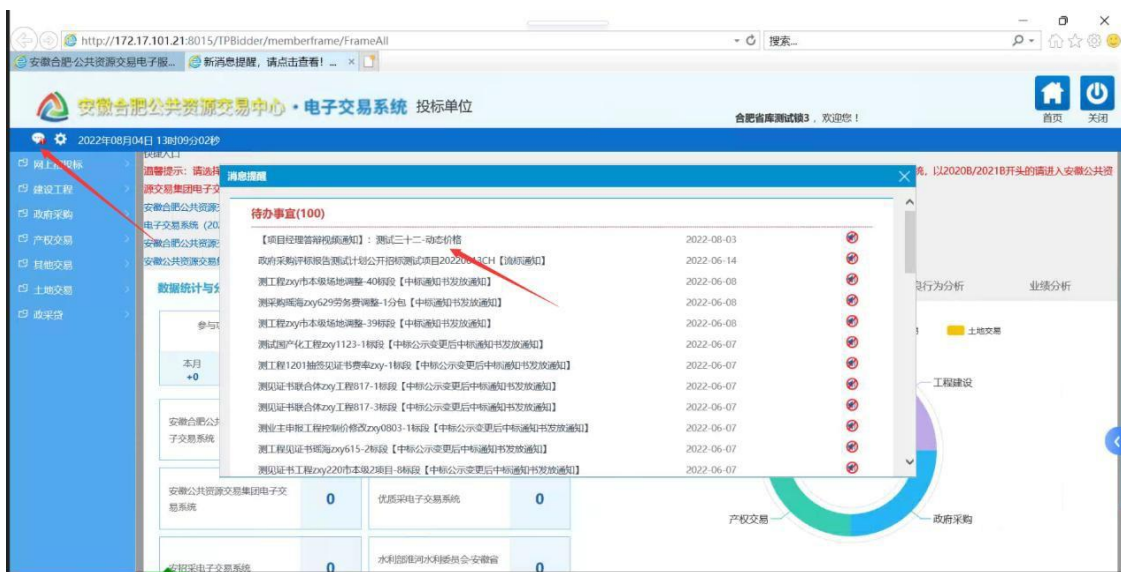 http://172.17.101.21:8015/TPBidder/memberframe/FrameAll
搜索...
安徽合肥公共资源交易电子服...
新消息提醒，请点击查看! ...
安徽合肥公共资源交易中心·电子交易系统 投标单位
合肥省库测试锁3，欢迎您！
首页 关闭
2022年08月04日 13时09分02秒
网上招投标
建设工程
政府采购
产权交易
其他交易
土地交易
政采贷
快捷入口
温馨提示：请选择
统，以2020B/2021B开头的请进入安徽公共资
源交易集团电子交
安徽合肥公共资源
电子交易系统（20
安徽合肥公共资源
安徽公共资源交易
消息提醒
待办事宜(100)
【项目经理答辩视频通知】：测试三十二-动态价格 2022-08-03
政府采购评标报告测试计划公开招标测试项目20220613CH【流标通知】 2022-06-14
测工程zxy市本级场地调整-40标段【中标通知书发放通知】 2022-06-08
测采购瑶海zxy629劳务费调整-1分包【中标通知书发放通知】 2022-06-08
测工程zxy市本级场地调整-39标段【中标通知书发放通知】 2022-06-08
测试国产化工程zxy1123-1标段【中标公示变更后中标通知书发放通知】 2022-06-07
测工程1201抽签见证书费率zxy-1标段【中标公示变更后中标通知书发放通知】 2022-06-07
测见证书联合体zxy工程817-1标段【中标公示变更后中标通知书发放通知】 2022-06-07
测见证书联合体zxy工程817-3标段【中标公示变更后中标通知书发放通知】 2022-06-07
测业主申报工程控制价修改zxy0803-1标段【中标公示变更后中标通知书发放通知】 2022-06-07
测工程见证书瑶海zxy615-2标段【中标公示变更后中标通知书发放通知】 2022-06-07
测见证书工程zxy220市本级2项目-8标段【中标公示变更后中标通知书发放通知】 2022-06-07
数据统计与分
行为分析
业绩分析
参与项
本月
+0
土地交易
工程建设
安徽合肥公共
子交易系统
安徽公共资源交易集团电子交
易系统
0
优质采电子交易系统
0
产权交易
政府采购
安招采电子交易系统
0
水利部淮河水利委员会-安徽省
0